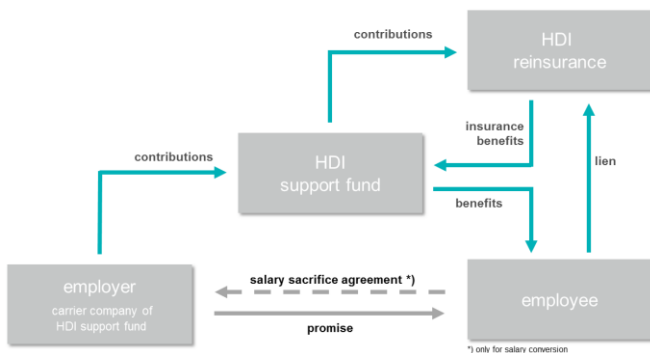 contributions
HDI
reinsurance
insurance
benefits
contributions
HDI
support fund
lien
benefits
employer
carrier company of
HDI support fund
salary sacrifice agreement *)
promise
employee
*) only for salary conversion